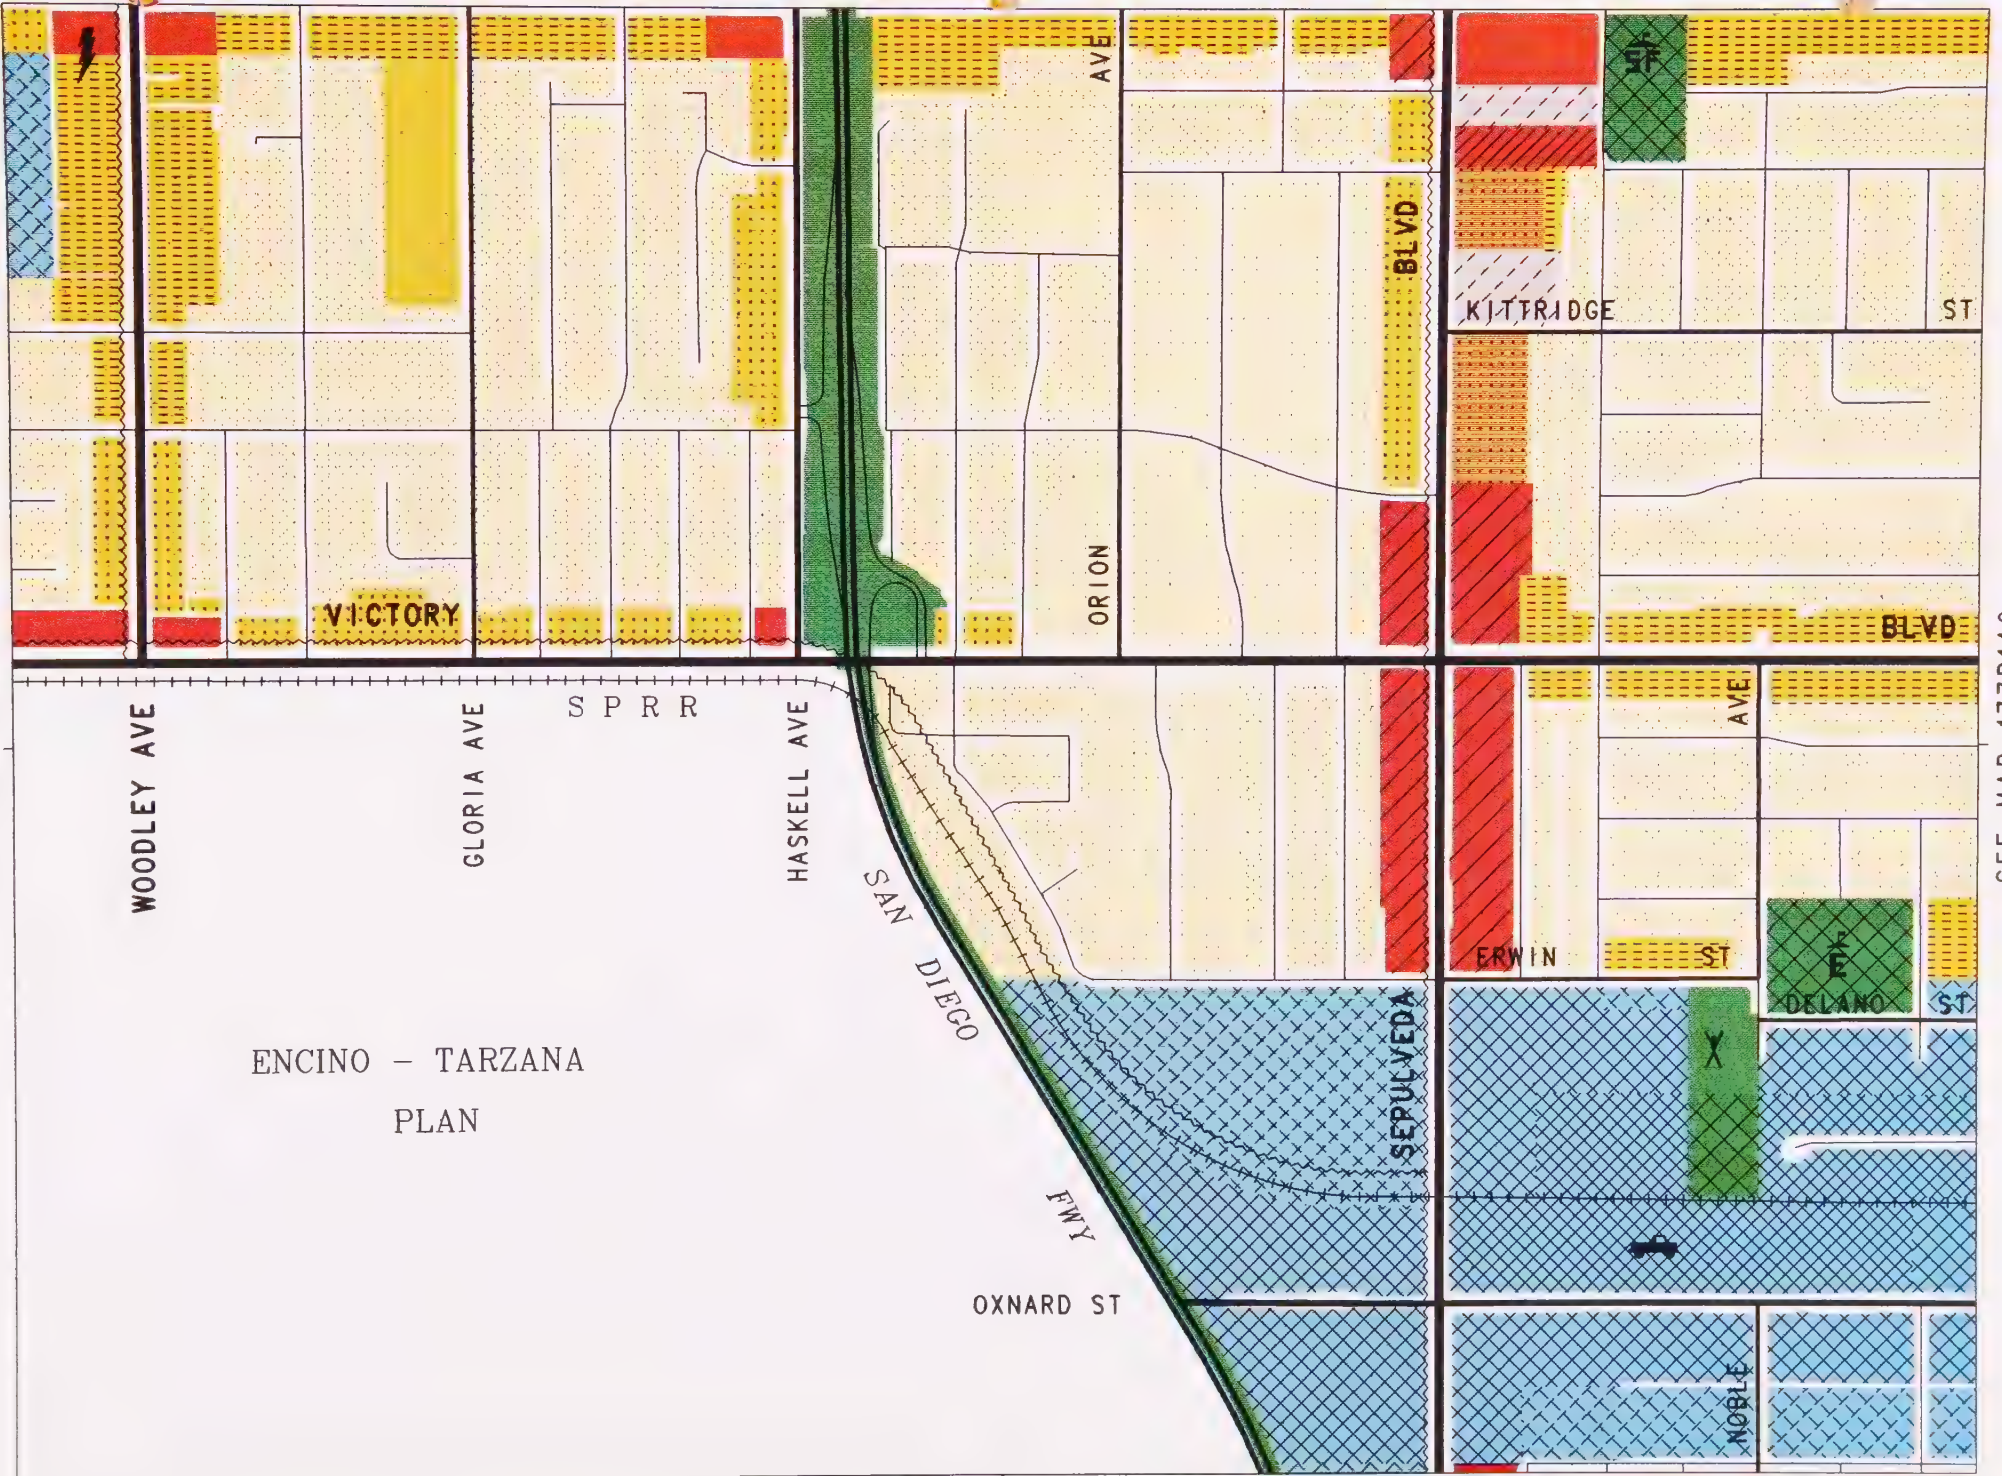 AVE
SF
BLVD
KITTRIDGE ST
ORION
VICTORY BLVD
S P R R
WOODLEY AVE
GLORIA AVE
HASKELL AVE
AVE
SAN DIEGO FWY
ERWIN ST
E
DELANO ST
SEPULVEDA
ENCINO – TARZANA
PLAN
OXNARD ST
NOBLE